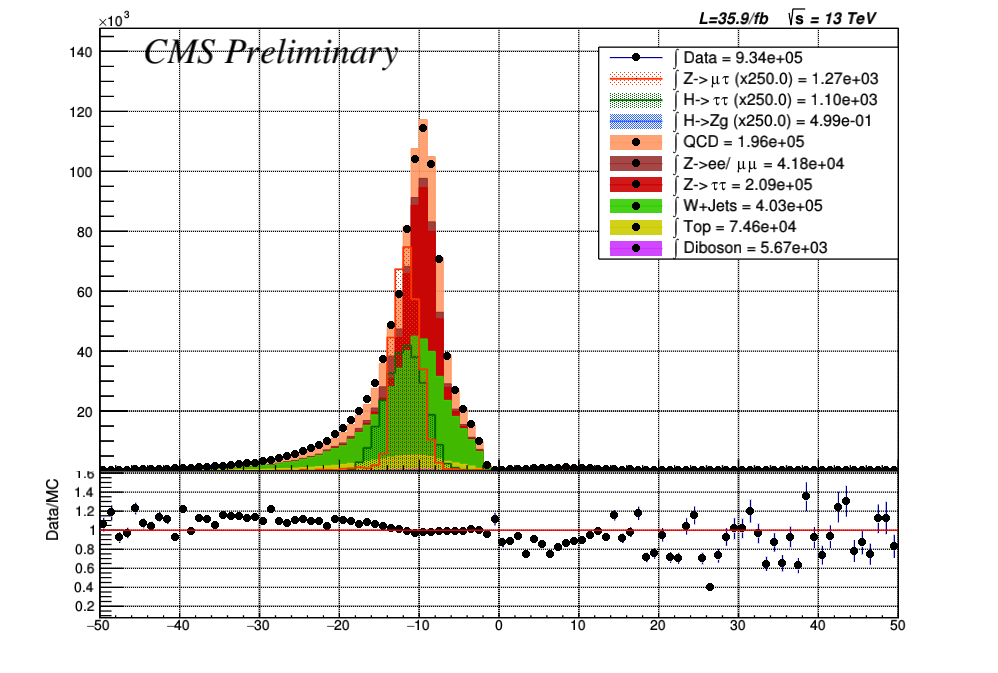 ×10³ L=35.9/fb √s = 13 TeV
CMS Preliminary
∫ Data = 9.34e+05
∫ Z->μτ (x250.0) = 1.27e+03
∫ H->ττ (x250.0) = 1.10e+03
∫ H->Zg (x250.0) = 4.99e-01
∫ QCD = 1.96e+05
∫ Z->ee/ μμ = 4.18e+04
∫ Z->ττ = 2.09e+05
∫ W+Jets = 4.03e+05
∫ Top = 7.46e+04
∫ Diboson = 5.67e+03
140
120
100
80
60
40
20
Data/MC
1.6
1.4
1.2
1
0.8
0.6
0.4
0.2
−50 −40 −30 −20 −10 0 10 20 30 40 50